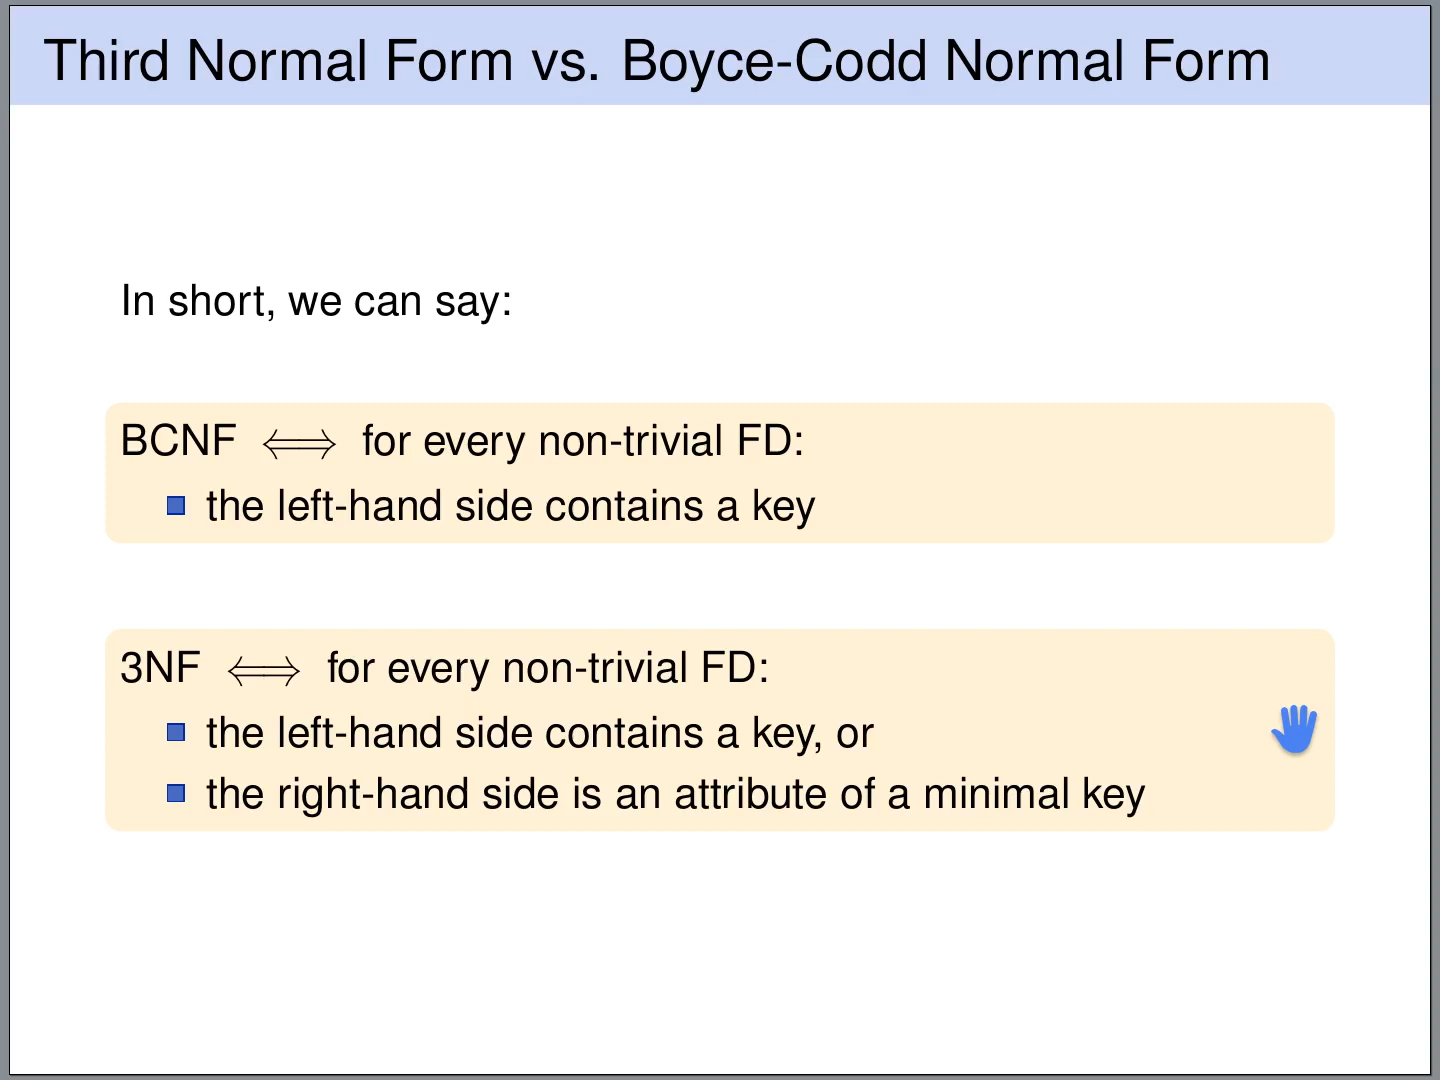 Third Normal Form vs. Boyce-Codd Normal Form
In short, we can say:
BCNF ⟺ for every non-trivial FD:
the left-hand side contains a key
3NF ⟺ for every non-trivial FD:
the left-hand side contains a key, or
the right-hand side is an attribute of a minimal key